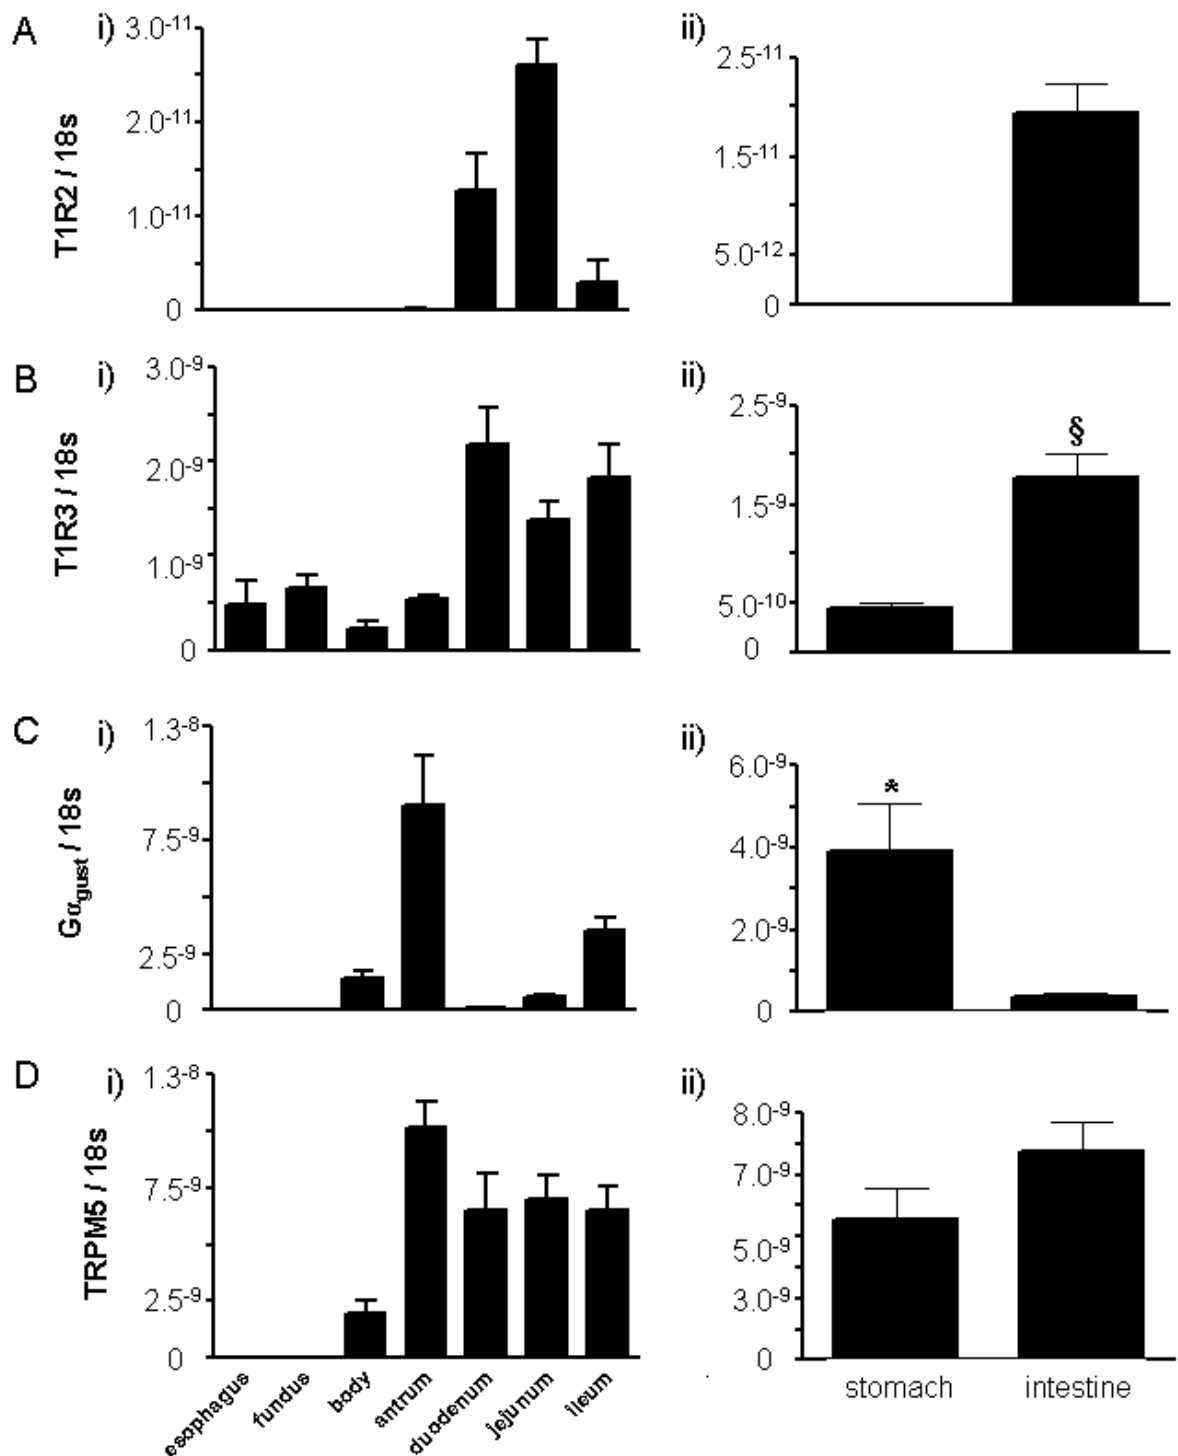 A i) ii)
T1R2 / 18s
3.0-11
2.0-11
1.0-11
0
2.5-11
1.5-11
5.0-12
0
B i) ii)
T1R3 / 18s
3.0-9
2.0-9
1.0-9
0
2.5-9
1.5-9
5.0-10
0
§
C i) ii)
Gαgust / 18s
1.3-8
7.5-9
2.5-9
0
6.0-9
4.0-9
2.0-9
0
*
D i) ii)
TRPM5 / 18s
1.3-8
7.5-9
2.5-9
0
8.0-9
7.0-9
5.0-9
3.0-9
0
esophagus
fundus
body
antrum
duodenum
jejunum
ileum
stomach intestine